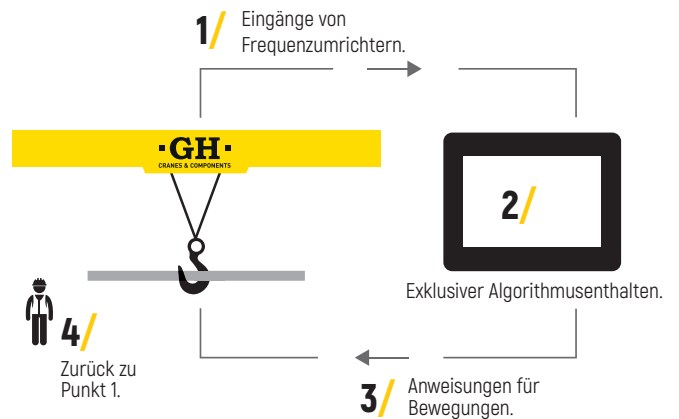 1/ Eingänge von
Frequenzumrichtern.
·GH·
CRANES & COMPONENTS
2/
Exklusiver Algorithmusenthalten.
3/ Anweisungen für
Bewegungen.
4/
Zurück zu
Punkt 1.